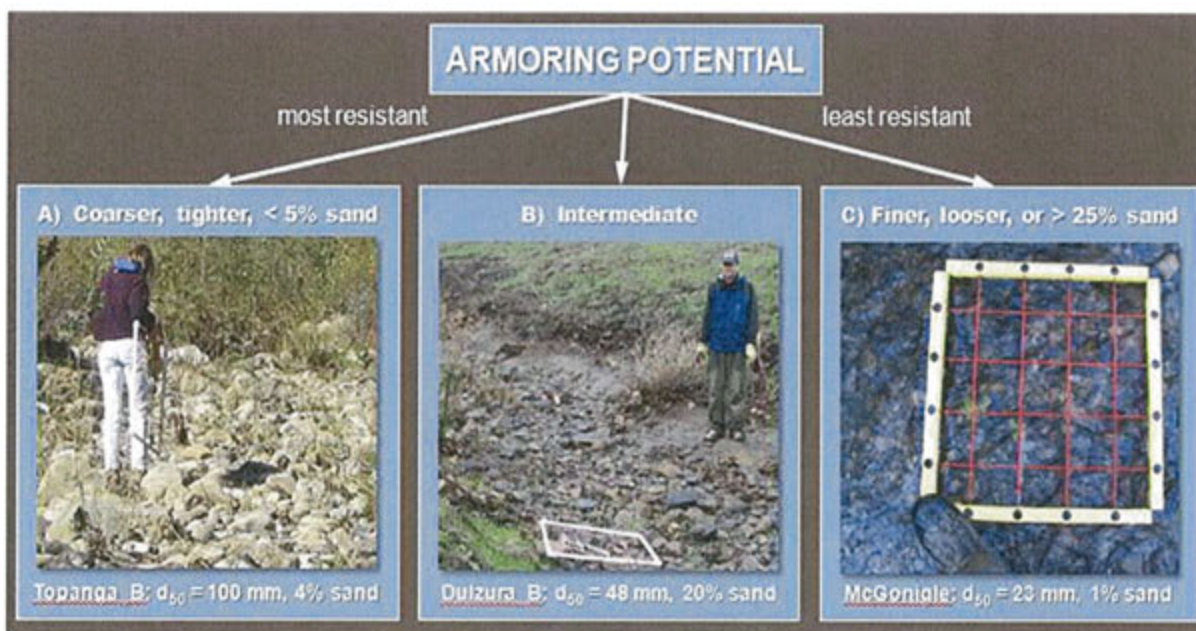 ARMORING POTENTIAL
most resistant
least resistant
A) Coarser, tighter, < 5% sand
B) Intermediate
C) Finer, looser, or > 25% sand
Topanga B: d50 = 100 mm, 4% sand
Dulzura B: d50 = 48 mm, 20% sand
McGonigle: d50 = 23 mm, 1% sand